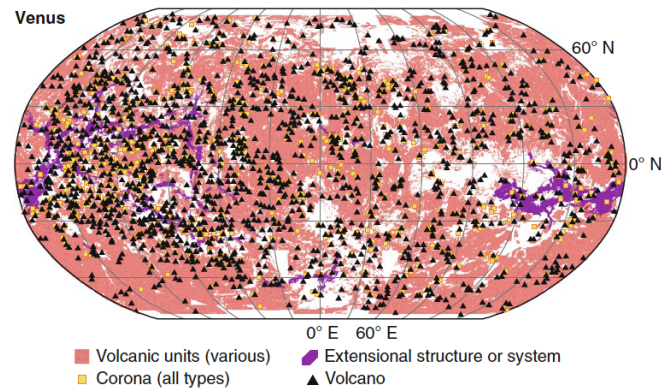 Venus
60° N
0° N
0° E 60° E
Volcanic units (various) Extensional structure or system
Corona (all types) Volcano